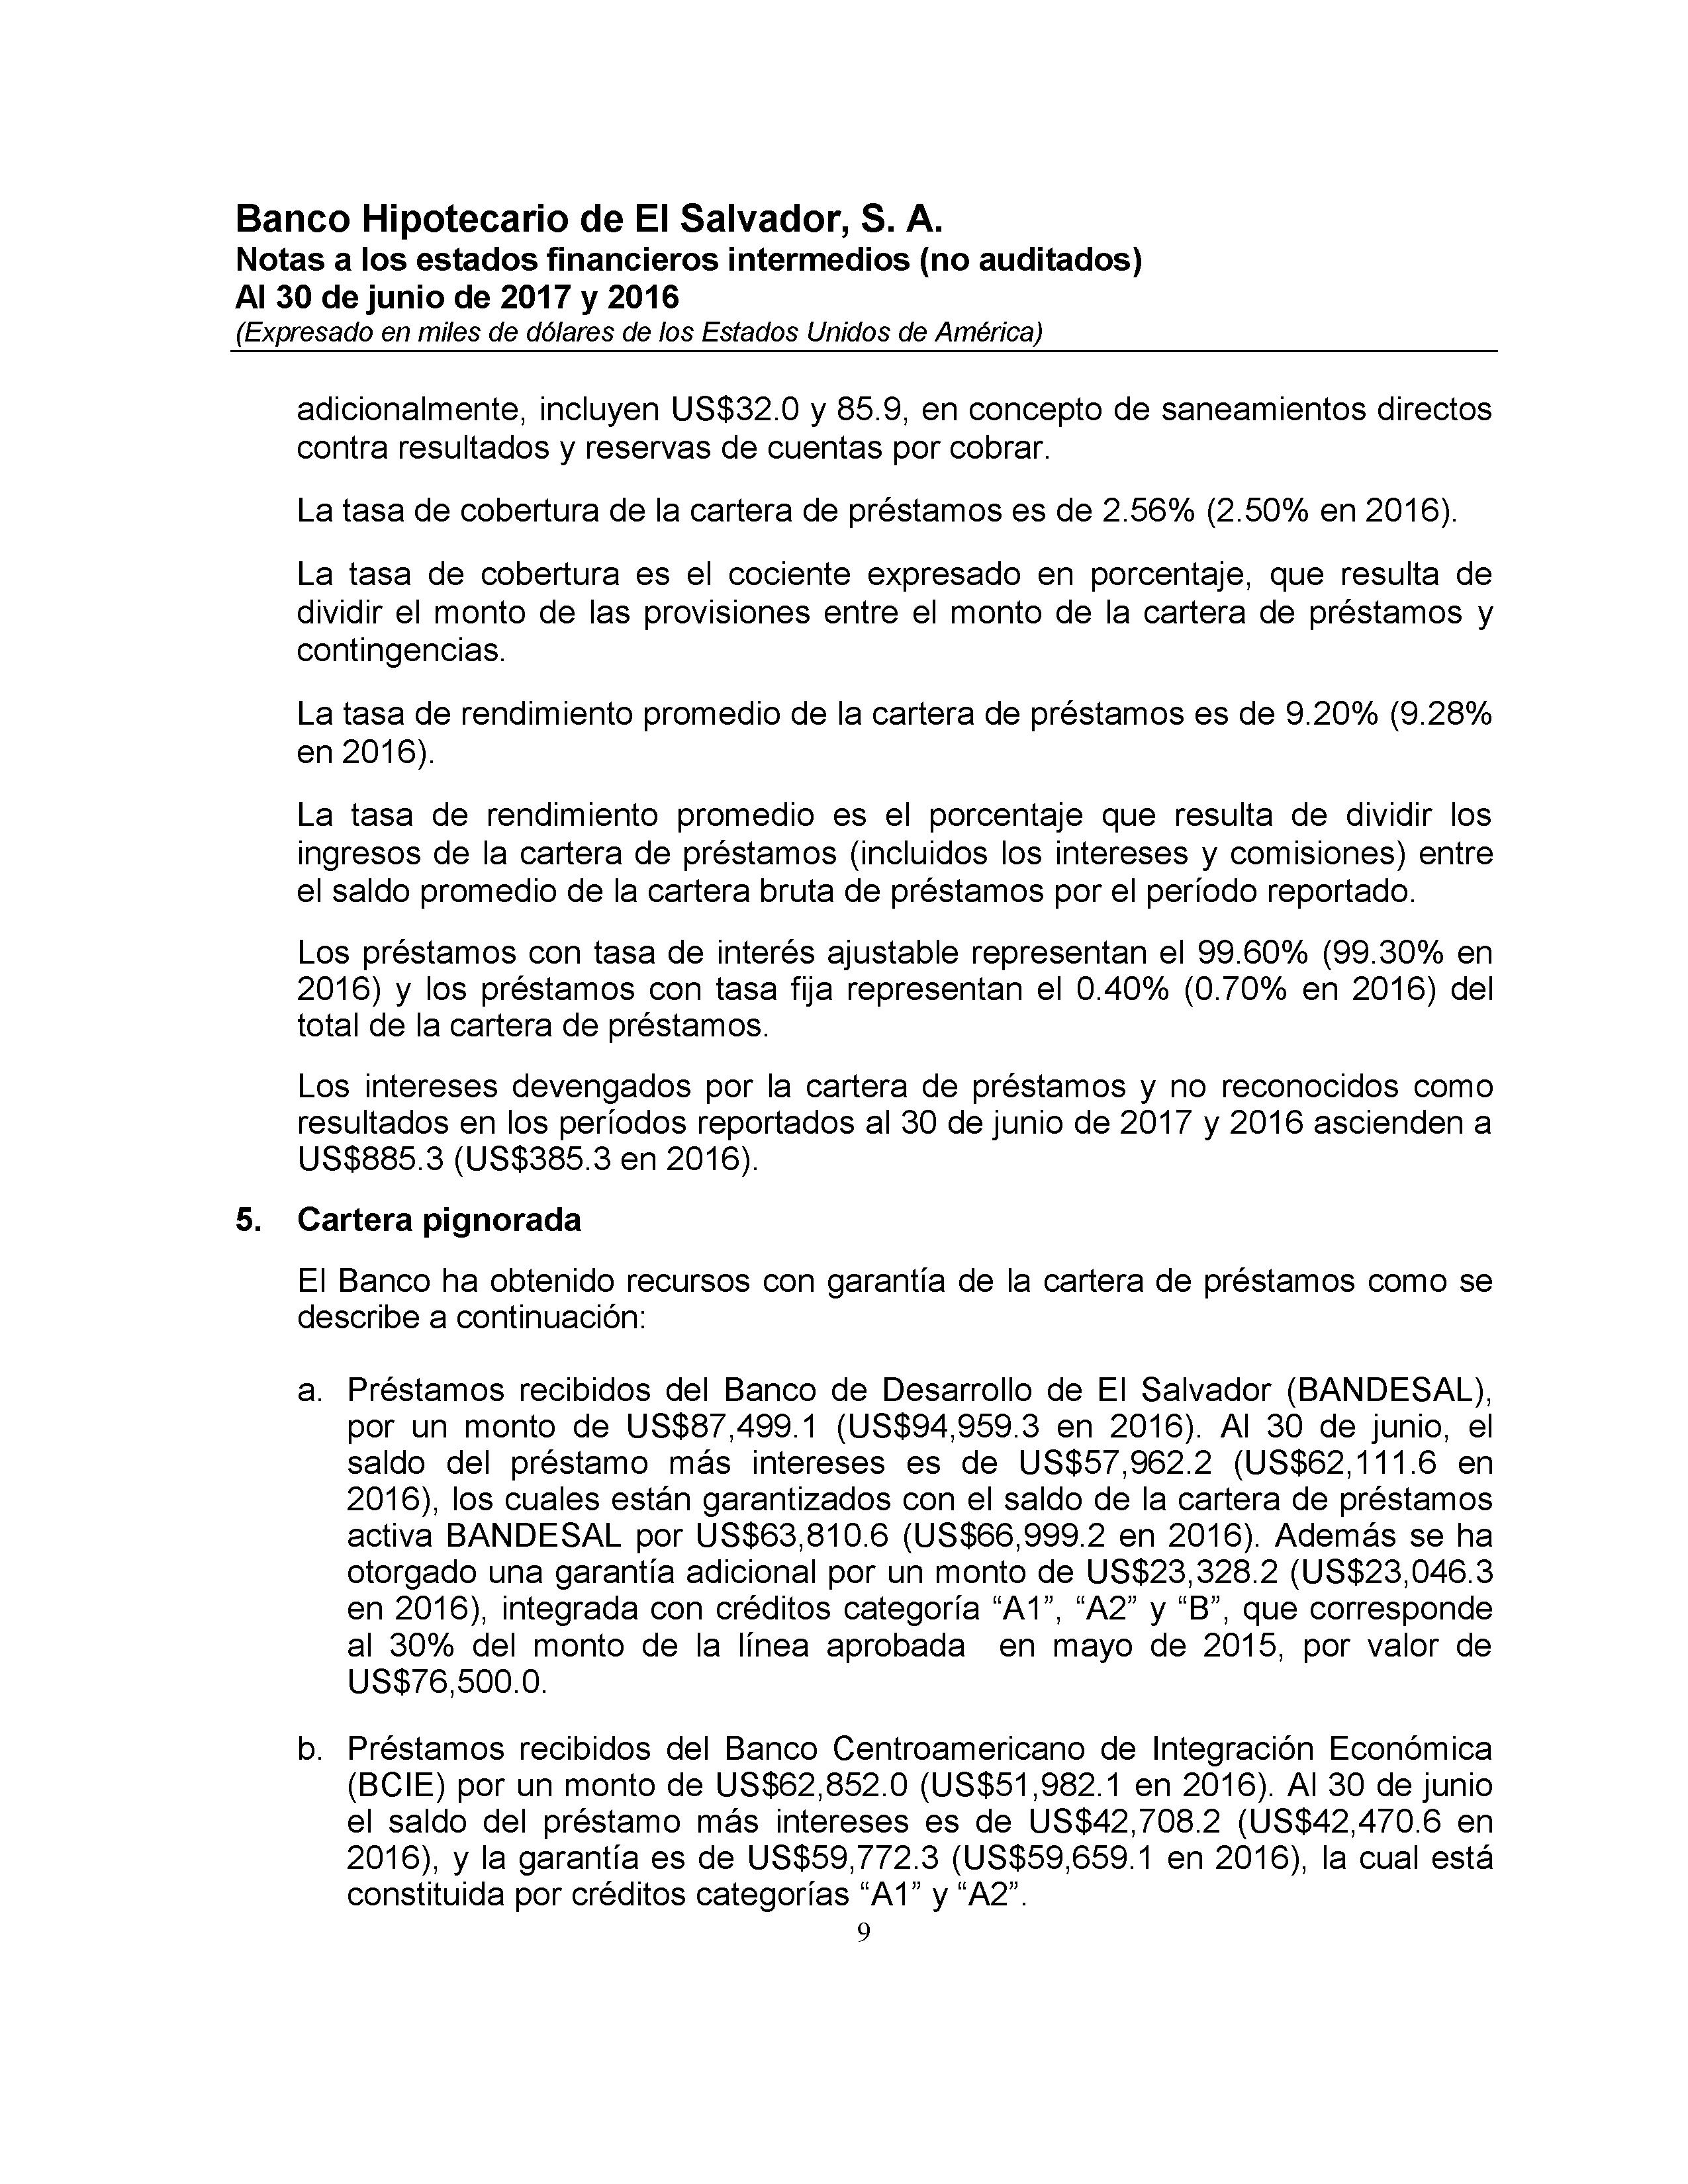 Banco Hipotecario de El Salvador, S. A.
Notas a los estados financieros intermedios (no auditados)
Al 30 de junio de 2017 y 2016
(Expresado en miles de dólares de los Estados Unidos de América)
adicionalmente, incluyen US$32.0 y 85.9, en concepto de saneamientos directos
contra resultados y reservas de cuentas por cobrar.
La tasa de cobertura de la cartera de préstamos es de 2.56% (2.50% en 2016).
La tasa de cobertura es el cociente expresado en porcentaje, que resulta de
dividir el monto de las provisiones entre el monto de la cartera de préstamos y
contingencias.
La tasa de rendimiento promedio de la cartera de préstamos es de 9.20% (9.28%
en 2016).
La tasa de rendimiento promedio es el porcentaje que resulta de dividir los
ingresos de la cartera de préstamos (incluidos los intereses y comisiones) entre
el saldo promedio de la cartera bruta de préstamos por el período reportado.
Los préstamos con tasa de interés ajustable representan el 99.60% (99.30% en
2016) y los préstamos con tasa fija representan el 0.40% (0.70% en 2016) del
total de la cartera de préstamos.
Los intereses devengados por la cartera de préstamos y no reconocidos como
resultados en los períodos reportados al 30 de junio de 2017 y 2016 ascienden a
US$885.3 (US$385.3 en 2016).
5. Cartera pignorada
El Banco ha obtenido recursos con garantía de la cartera de préstamos como se
describe a continuación:
a. Préstamos recibidos del Banco de Desarrollo de El Salvador (BANDESAL),
por un monto de US$87,499.1 (US$94,959.3 en 2016). Al 30 de junio, el
saldo del préstamo más intereses es de US$57,962.2 (US$62,111.6 en
2016), los cuales están garantizados con el saldo de la cartera de préstamos
activa BANDESAL por US$63,810.6 (US$66,999.2 en 2016). Además se ha
otorgado una garantía adicional por un monto de US$23,328.2 (US$23,046.3
en 2016), integrada con créditos categoría “A1”, “A2” y “B”, que corresponde
al 30% del monto de la línea aprobada en mayo de 2015, por valor de
US$76,500.0.
b. Préstamos recibidos del Banco Centroamericano de Integración Económica
(BCIE) por un monto de US$62,852.0 (US$51,982.1 en 2016). Al 30 de junio
el saldo del préstamo más intereses es de US$42,708.2 (US$42,470.6 en
2016), y la garantía es de US$59,772.3 (US$59,659.1 en 2016), la cual está
constituida por créditos categorías “A1” y “A2”.
9